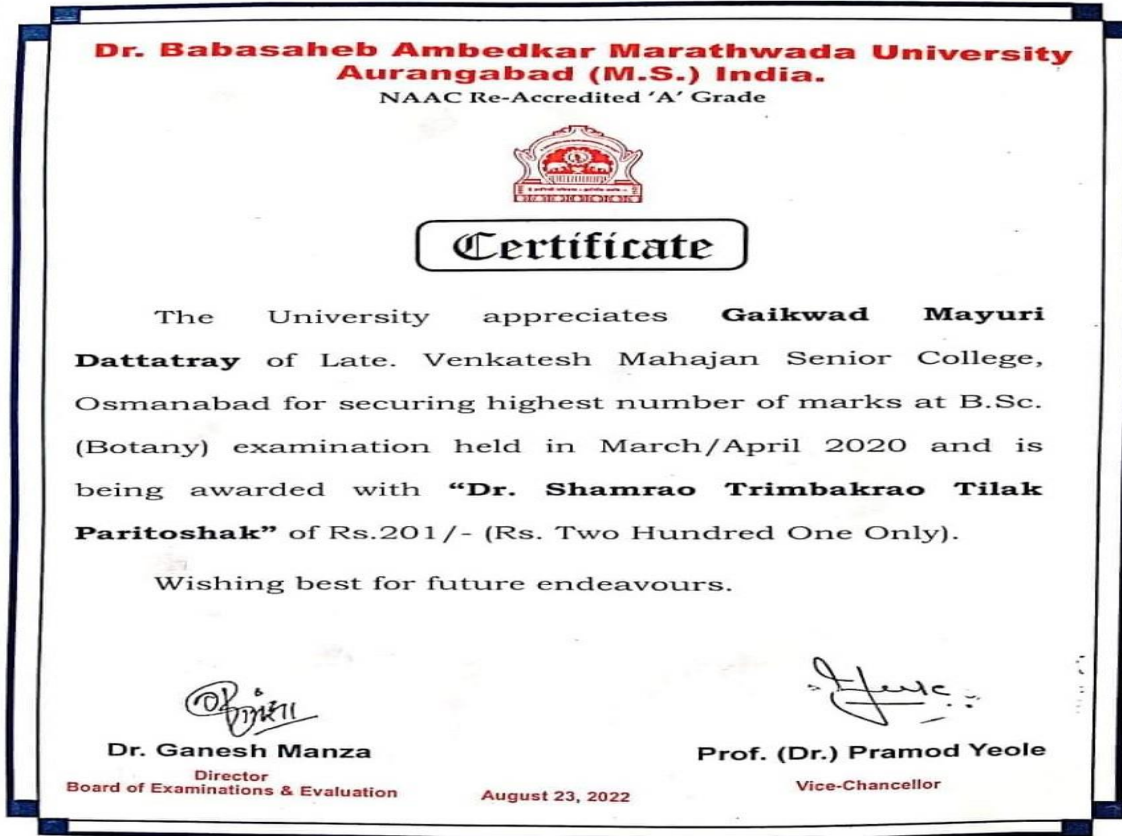 Dr. Babasaheb Ambedkar Marathwada University
Aurangabad (M.S.) India.
NAAC Re-Accredited ‘A’ Grade
Certificate
The University appreciates Gaikwad Mayuri
Dattatray of Late. Venkatesh Mahajan Senior College,
Osmanabad for securing highest number of marks at B.Sc.
(Botany) examination held in March/April 2020 and is
being awarded with “Dr. Shamrao Trimbakrao Tilak
Paritoshak” of Rs.201/- (Rs. Two Hundred One Only).
Wishing best for future endeavours.
Dr. Ganesh Manza
Director
Board of Examinations & Evaluation
August 23, 2022
Prof. (Dr.) Pramod Yeole
Vice-Chancellor